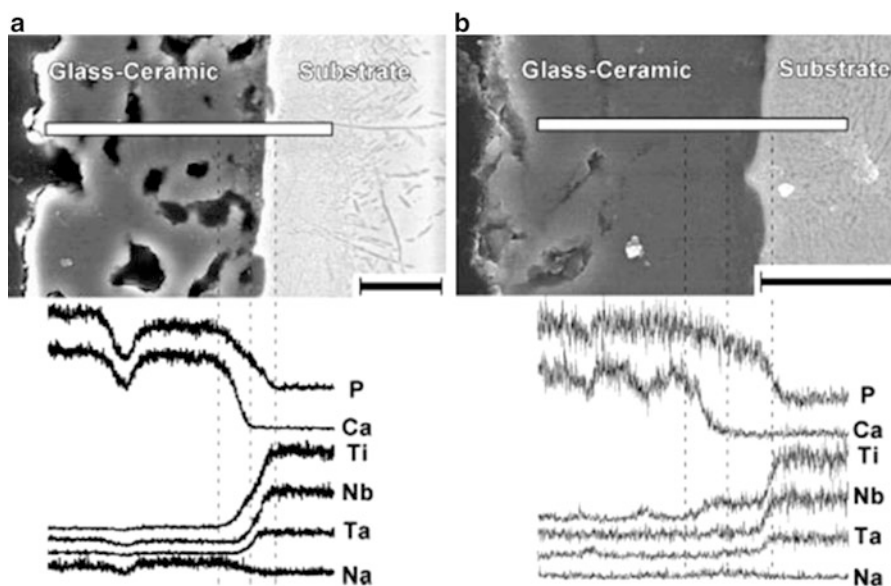 a
Glass-Ceramic Substrate
P
Ca
Ti
Nb
Ta
Na
b
Glass-Ceramic Substrate
P
Ca
Ti
Nb
Ta
Na